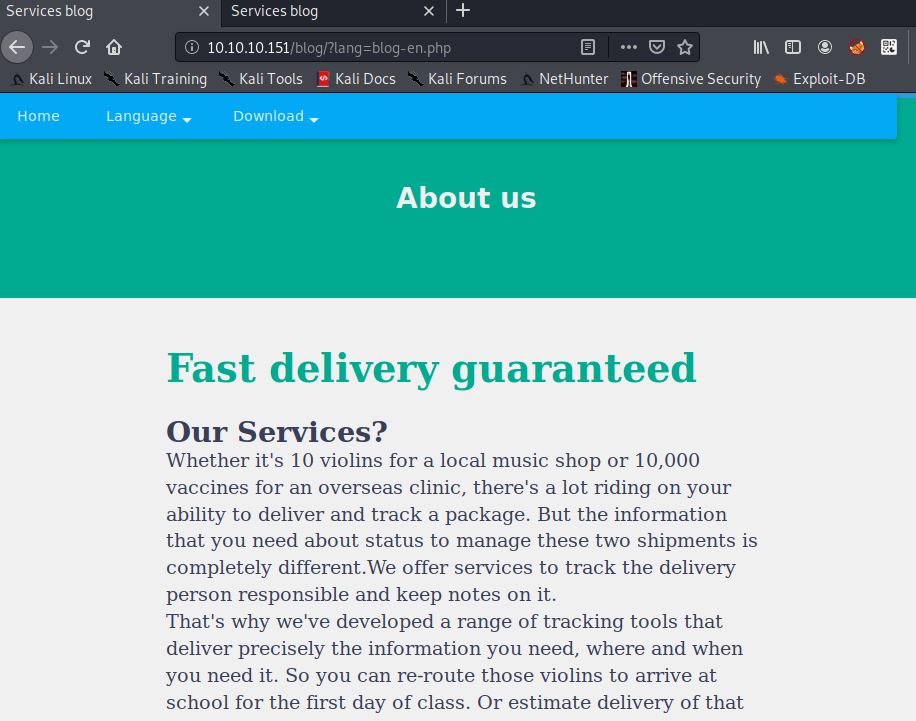 Services blog
Services blog
10.10.10.151/blog/?lang=blog-en.php
Kali Linux Kali Training Kali Tools Kali Docs Kali Forums NetHunter Offensive Security Exploit-DB
Home Language Download
About us
Fast delivery guaranteed
Our Services?
Whether it's 10 violins for a local music shop or 10,000
vaccines for an overseas clinic, there's a lot riding on your
ability to deliver and track a package. But the information
that you need about status to manage these two shipments is
completely different.We offer services to track the delivery
person responsible and keep notes on it.
That's why we've developed a range of tracking tools that
deliver precisely the information you need, where and when
you need it. So you can re-route those violins to arrive at
school for the first day of class. Or estimate delivery of that